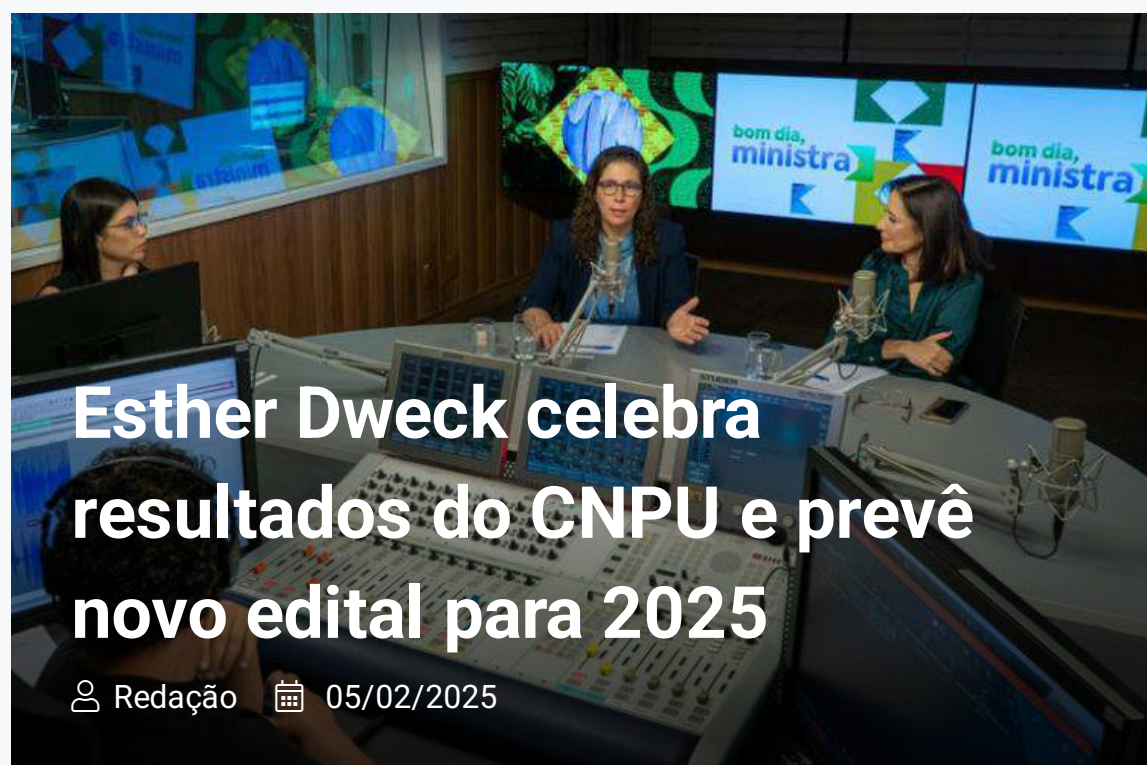 bom dia,
ministra
bom dia,
ministra
STUDER
Esther Dweck celebra
resultados do CNPU e prevê
novo edital para 2025
Redação 05/02/2025